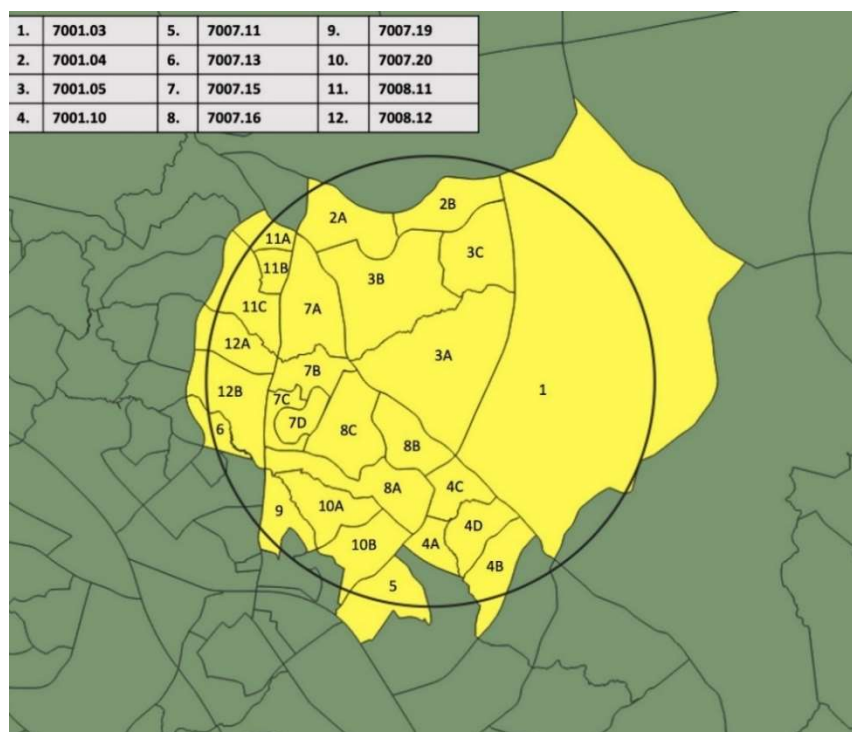 1. 7001.03 5. 7007.11 9. 7007.19
2. 7001.04 6. 7007.13 10. 7007.20
3. 7001.05 7. 7007.15 11. 7008.11
4. 7001.10 8. 7007.16 12. 7008.12
2A
2B
11A
11B
3C
3B
11C
7A
12A
3A
7B
12B
7C
1
7D
6
8C
8B
8A
4C
9
10A
4D
10B
4A
4B
5